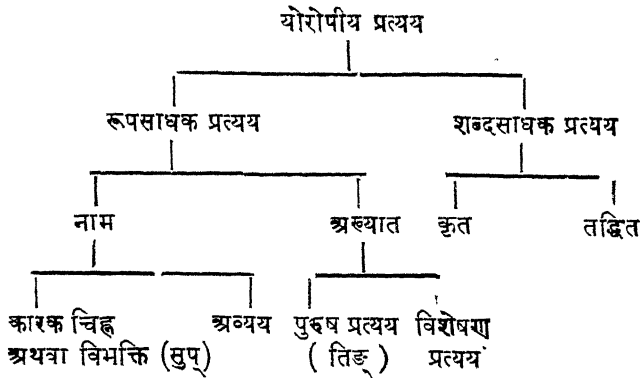 योरोपीय प्रत्यय
रूपसाधक प्रत्यय शब्दसाधक प्रत्यय
नाम अख्यात कृत तद्धित
कारक चिह्न अव्यय पुरुष प्रत्यय विशेषण
अथवा विभक्ति (सुप्) ( तिङ् ) प्रत्यय